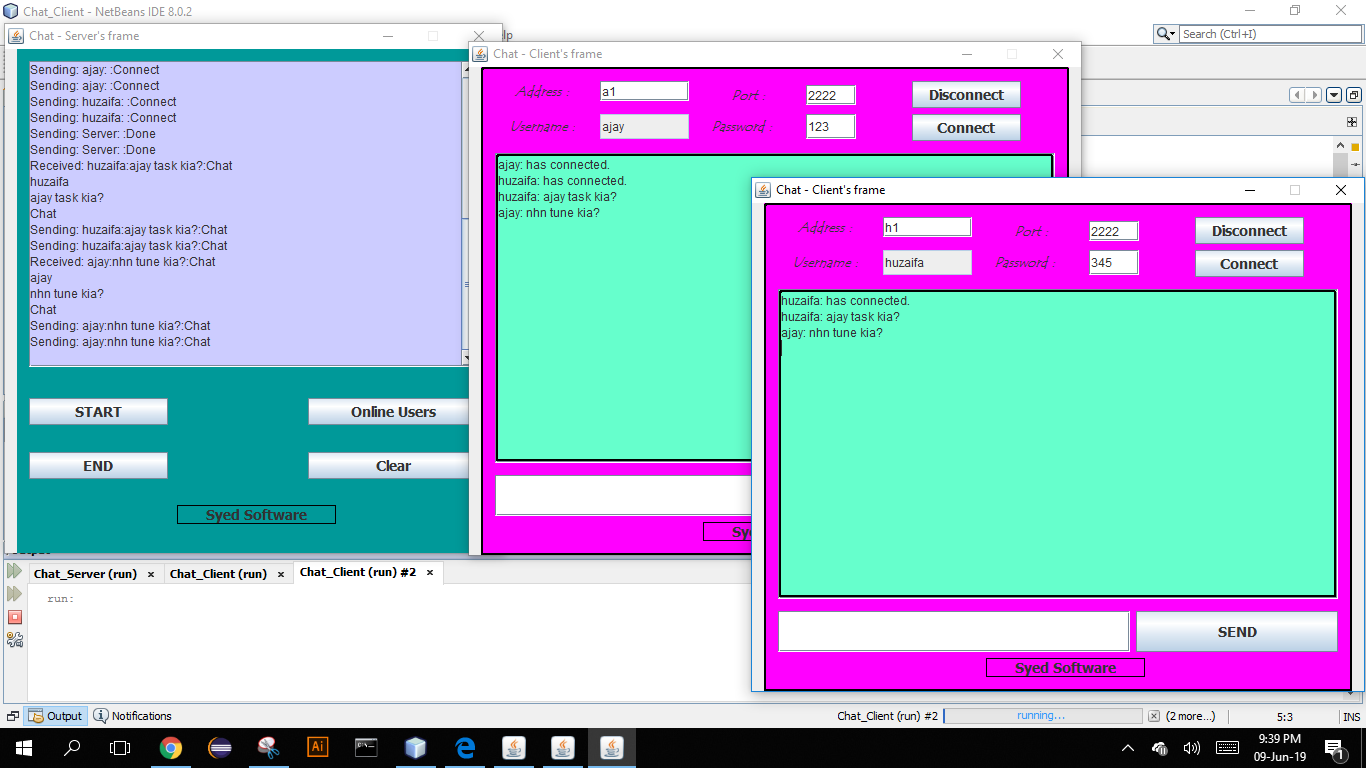 Chat_Client - NetBeans IDE 8.0.2
Search (Ctrl+I)
Chat - Server's frame
Sending: ajay: :Connect
Sending: ajay: :Connect
Sending: huzaifa: :Connect
Sending: huzaifa: :Connect
Sending: Server: :Done
Sending: Server: :Done
Received: huzaifa:ajay task kia?:Chat
huzaifa
ajay task kia?
Chat
Sending: huzaifa:ajay task kia?:Chat
Sending: huzaifa:ajay task kia?:Chat
Received: ajay:nhn tune kia?:Chat
ajay
nhn tune kia?
Chat
Sending: ajay:nhn tune kia?:Chat
Sending: ajay:nhn tune kia?:Chat
START
Online Users
END
Clear
Syed Software
Chat - Client's frame
Address :
a1
Port :
2222
Disconnect
Username :
ajay
Password :
123
Connect
ajay: has connected.
huzaifa: has connected.
huzaifa: ajay task kia?
ajay: nhn tune kia?
Chat - Client's frame
Address :
h1
Port :
2222
Disconnect
Username :
huzaifa
Password :
345
Connect
huzaifa: has connected.
huzaifa: ajay task kia?
ajay: nhn tune kia?
SEND
Syed Software
Chat_Server (run)
Chat_Client (run)
Chat_Client (run) #2
run:
Output
Notifications
Chat_Client (run) #2
running...
(2 more...)
5:3
INS
Ai
9:39 PM
09-Jun-19
1